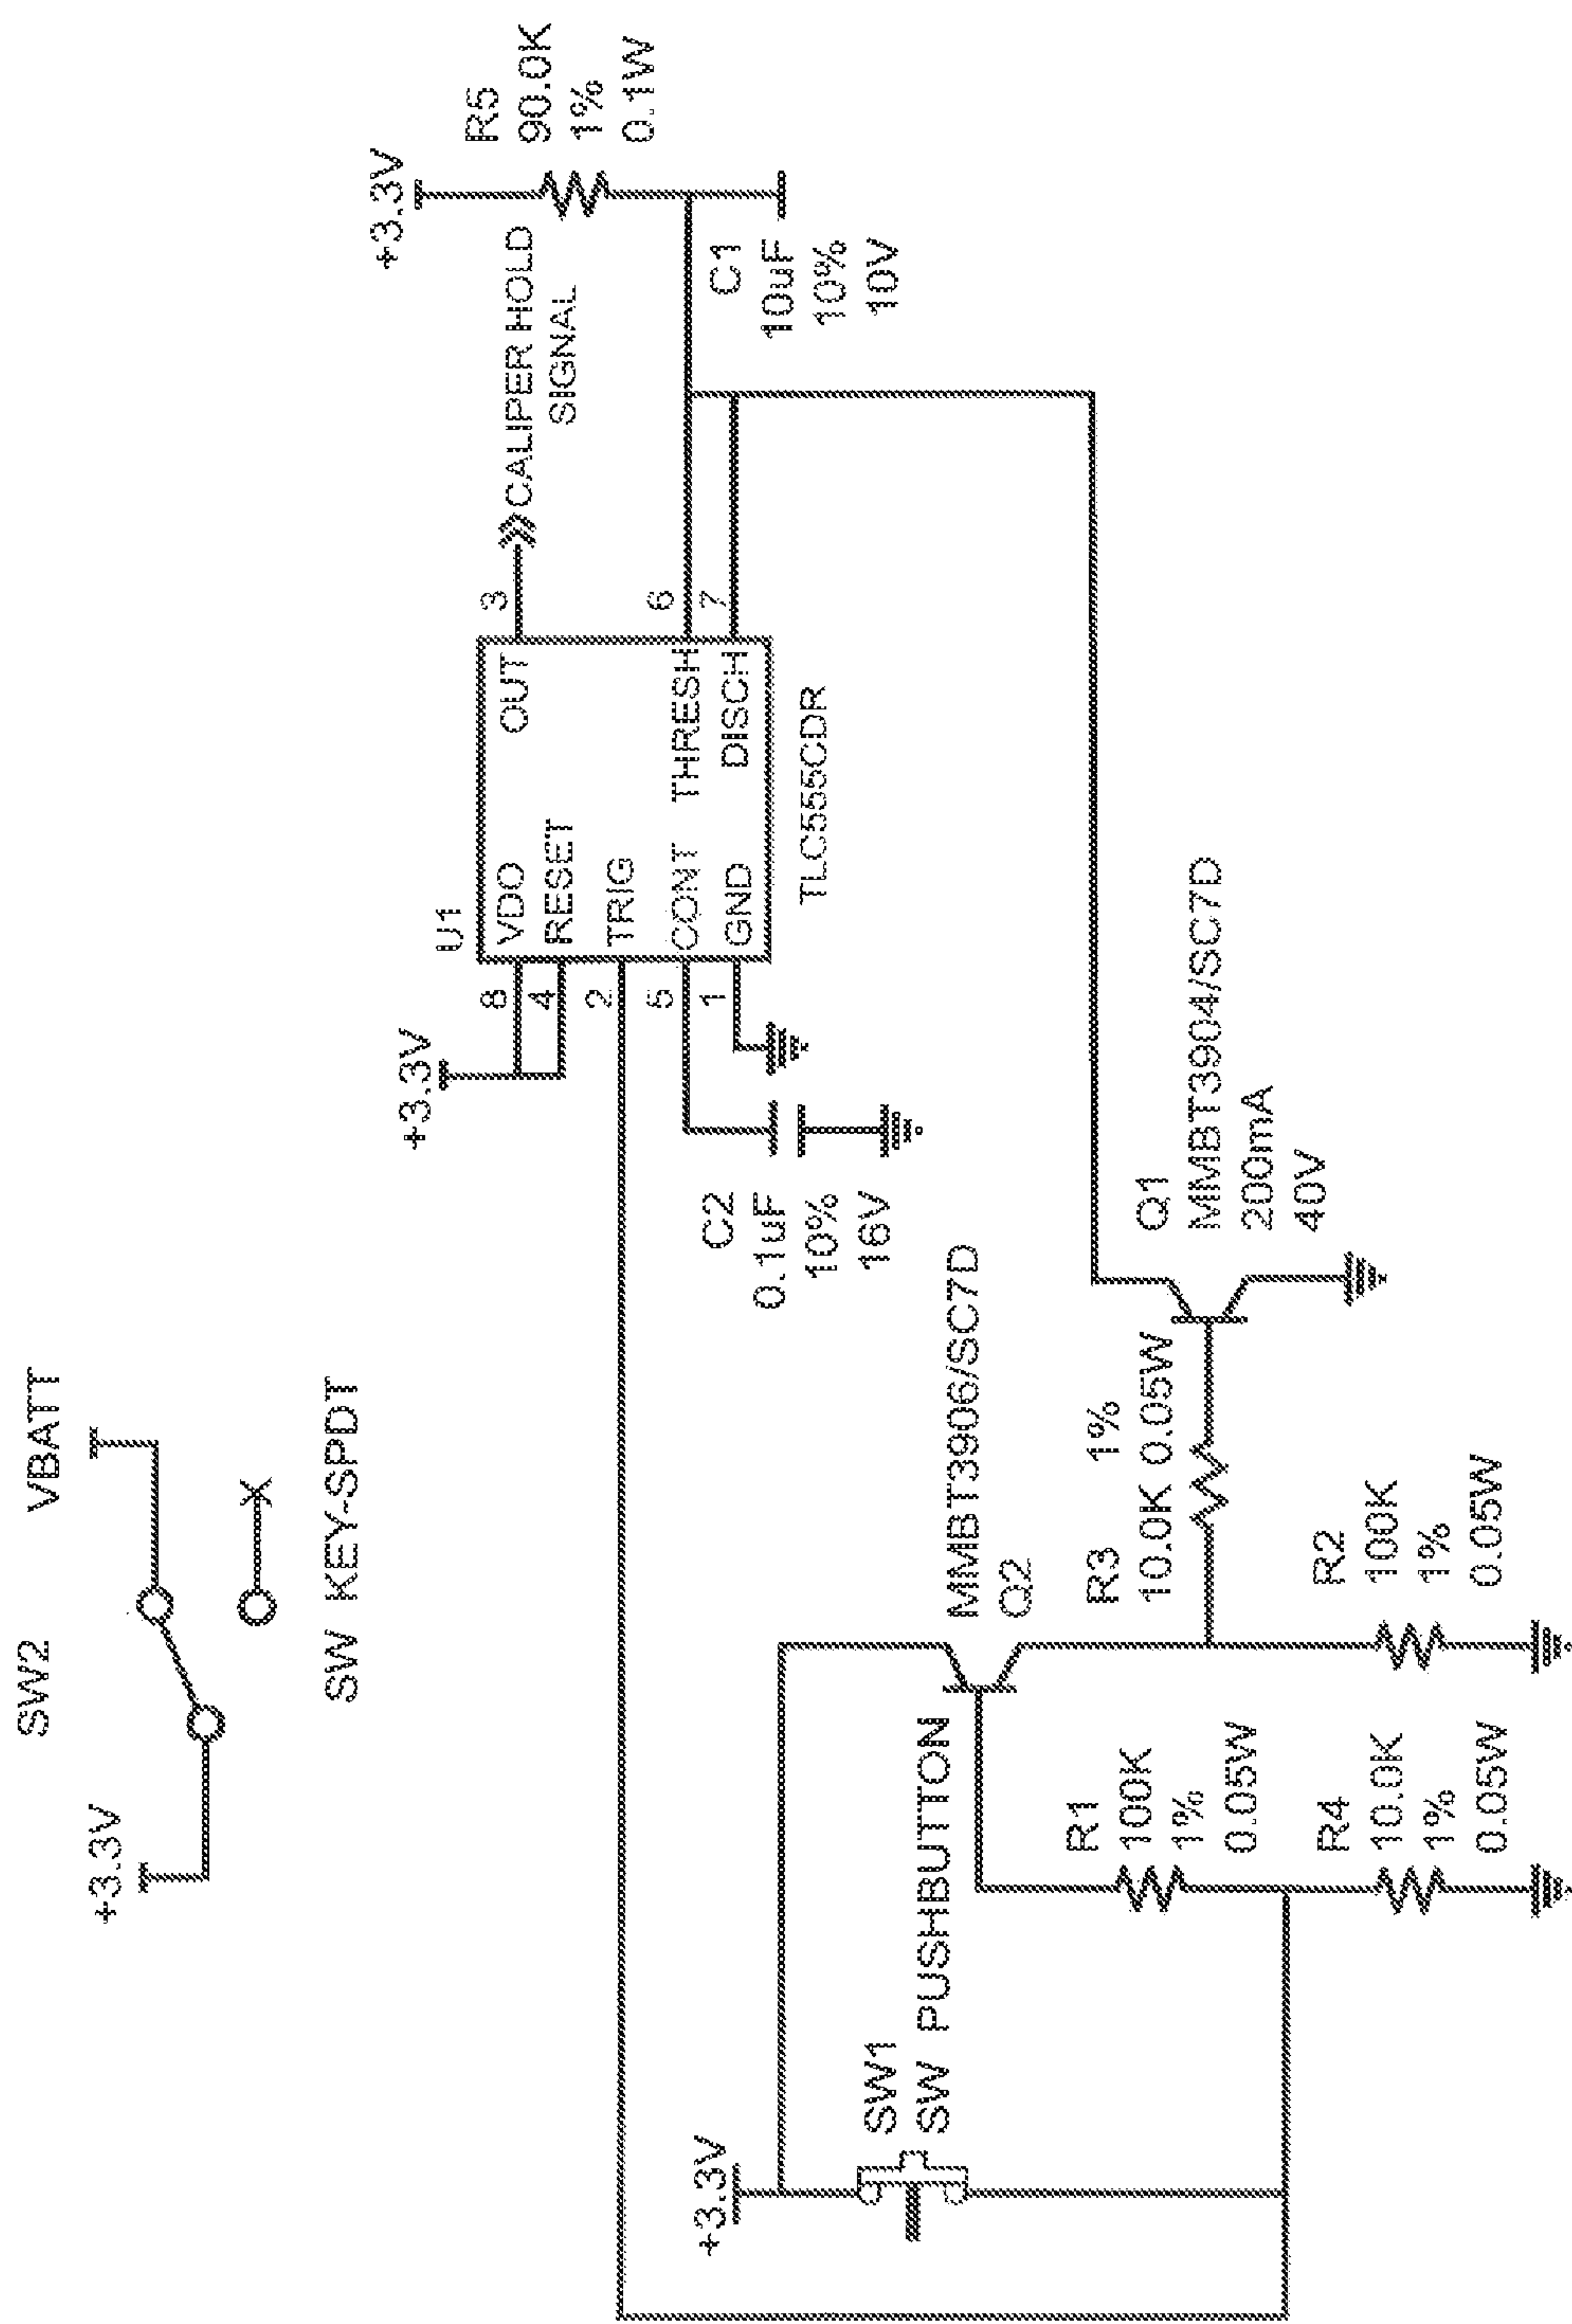 SW2
+3.3V
VBATT
SW KEY-SPDT
+3.3V
R5
90.0K
1%
0.1W
CALIPER HOLD
SIGNAL
+3.3V
U1
8
VDO
OUT
3
4
RESET
2
TRIG
5
CONT
THRESH
6
1
GND
DISCH
7
TLC555CDR
C1
10uF
10%
10V
C2
0.1uF
10%
16V
+3.3V
SW1
SW PUSHBUTTON
MMBT3906/SC7D
Q2
R1
100K
1%
0.05W
R3 1%
10.0K 0.05W
Q1
MMBT3904/SC7D
200mA
40V
R4
10.0K
1%
0.05W
R2
100K
1%
0.05W